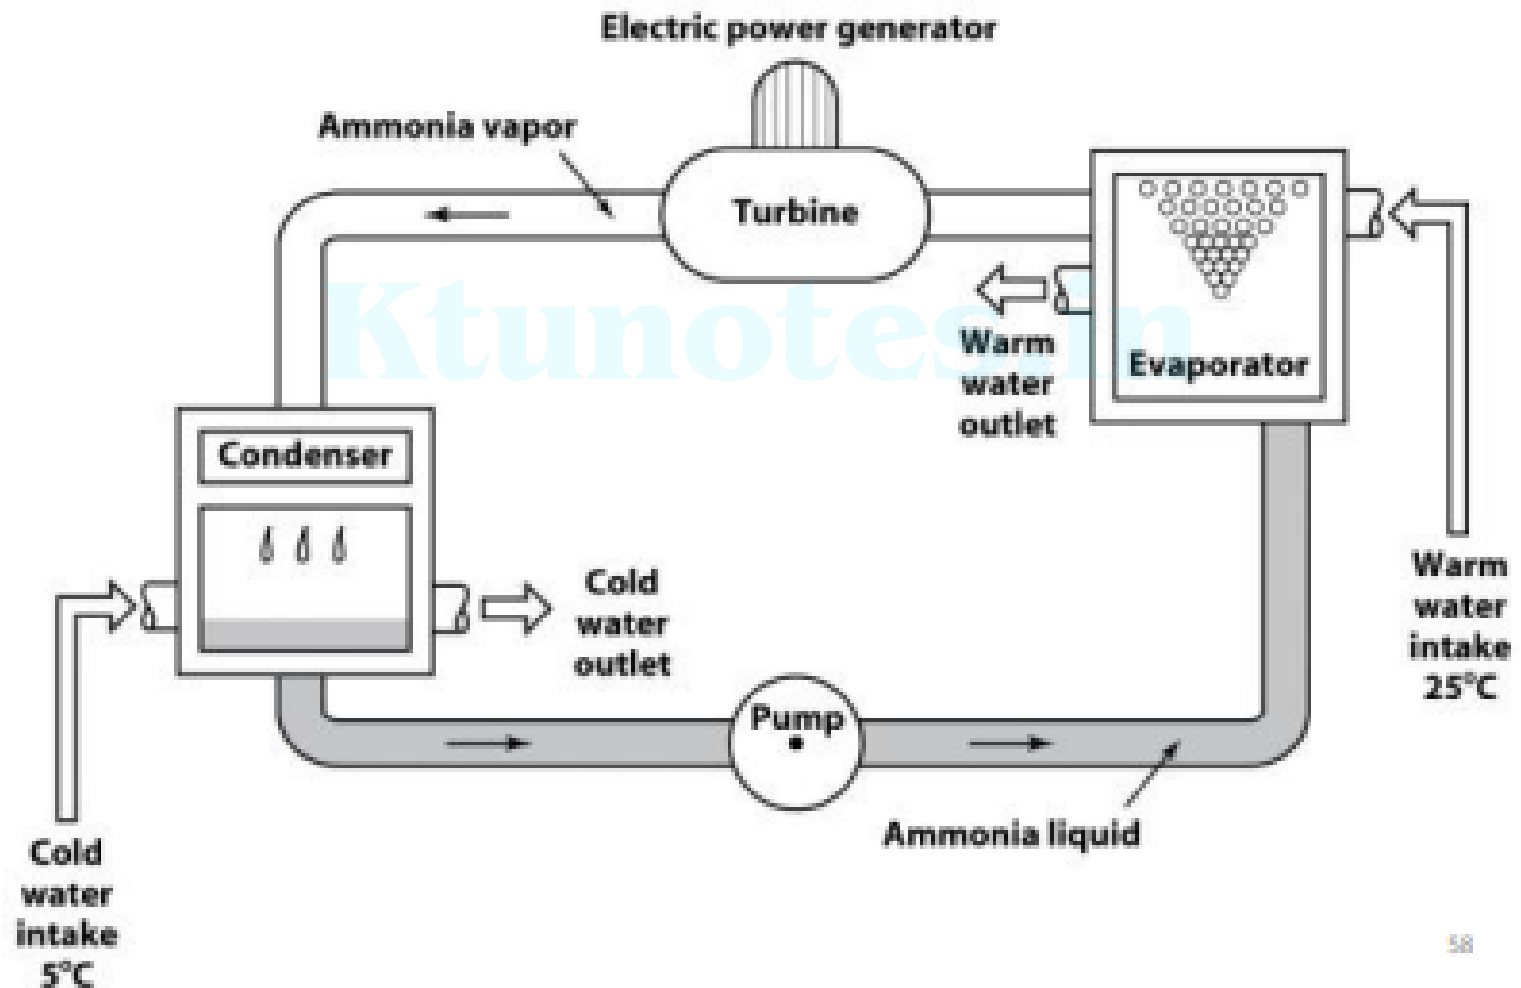 Electric power generator
Ammonia vapor
Turbine
Ktunotes.in
Warm
water
outlet
Evaporator
Condenser
Cold
water
outlet
Warm
water
intake
25°C
Pump
Ammonia liquid
Cold
water
intake
5°C
58